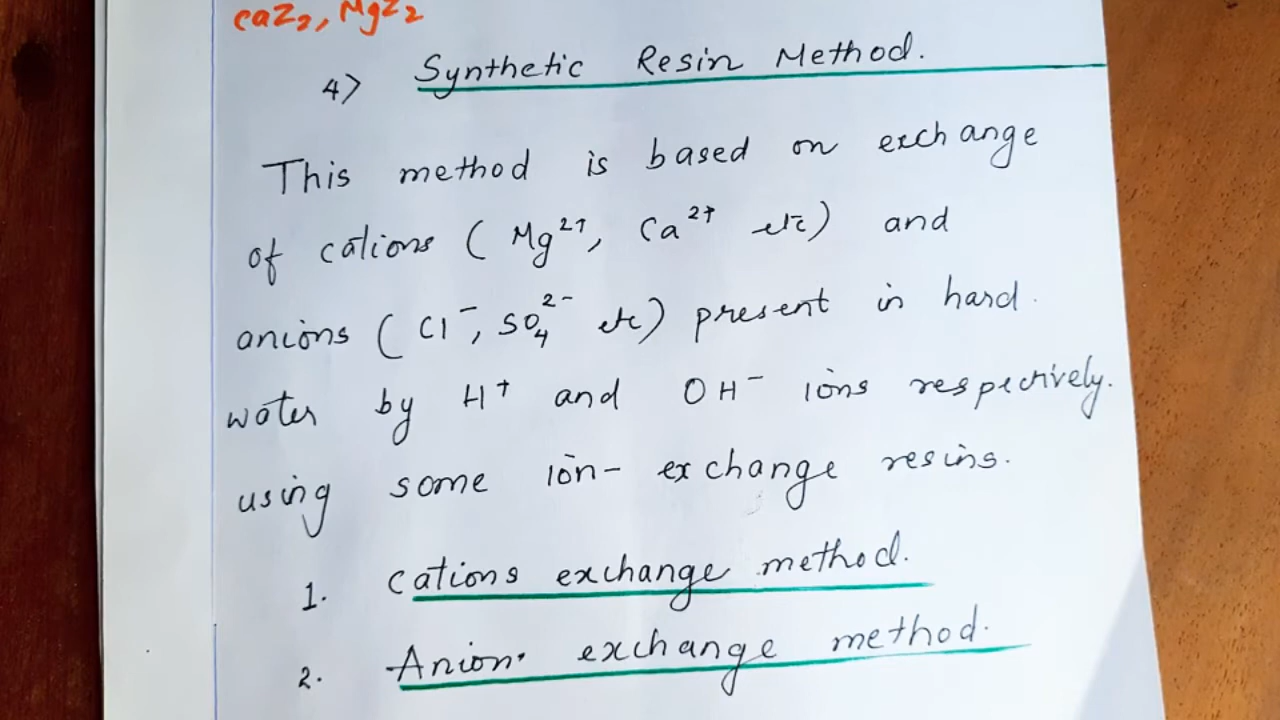 CaZ₂, MgZ₂
4) Synthetic Resin Method.
This method is based on exchange
of cations ( Mg²⁺, Ca²⁺ etc) and
anions ( Cl⁻, SO₄²⁻ etc) present in hard.
water by H⁺ and OH⁻ ions respectively.
using some ion- exchange resins.
1. Cations exchange method.
2. Anion exchange method.